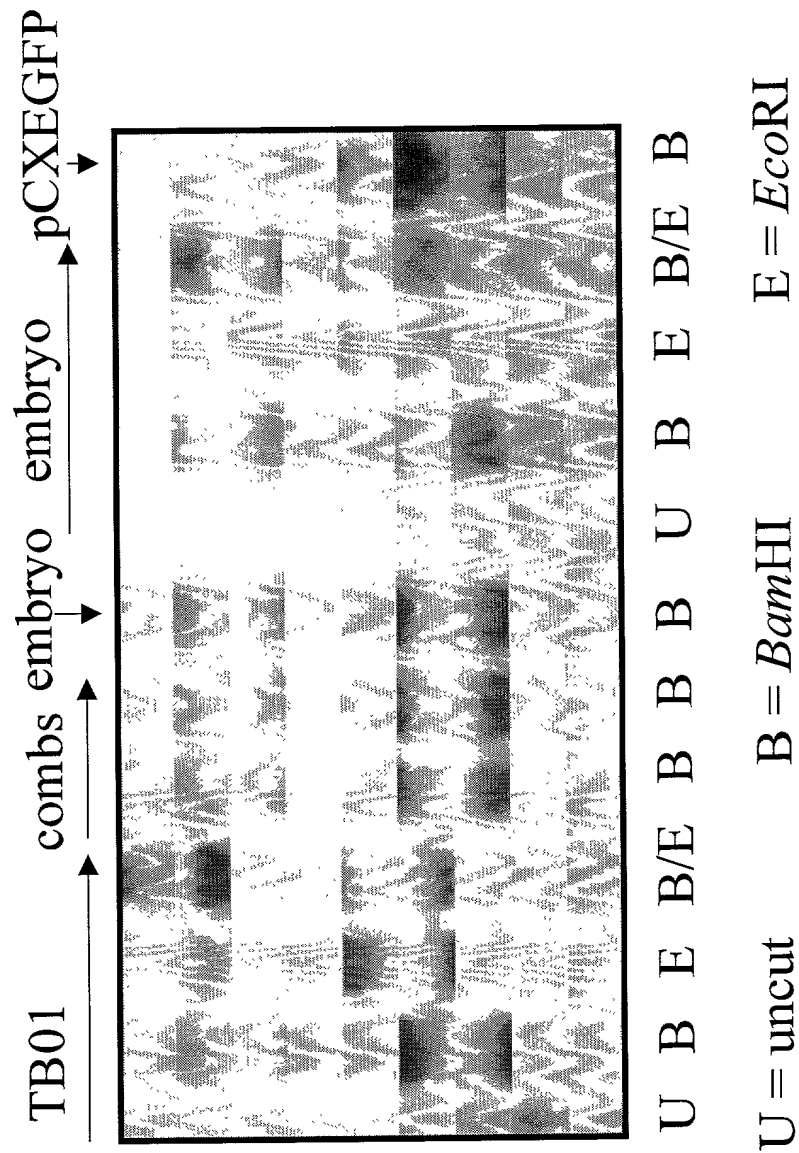 TB01 combs embryo embryo pCXEGFP
U B E B/E B B B U B E B/E B
U = uncut B = BamHI E = EcoRI